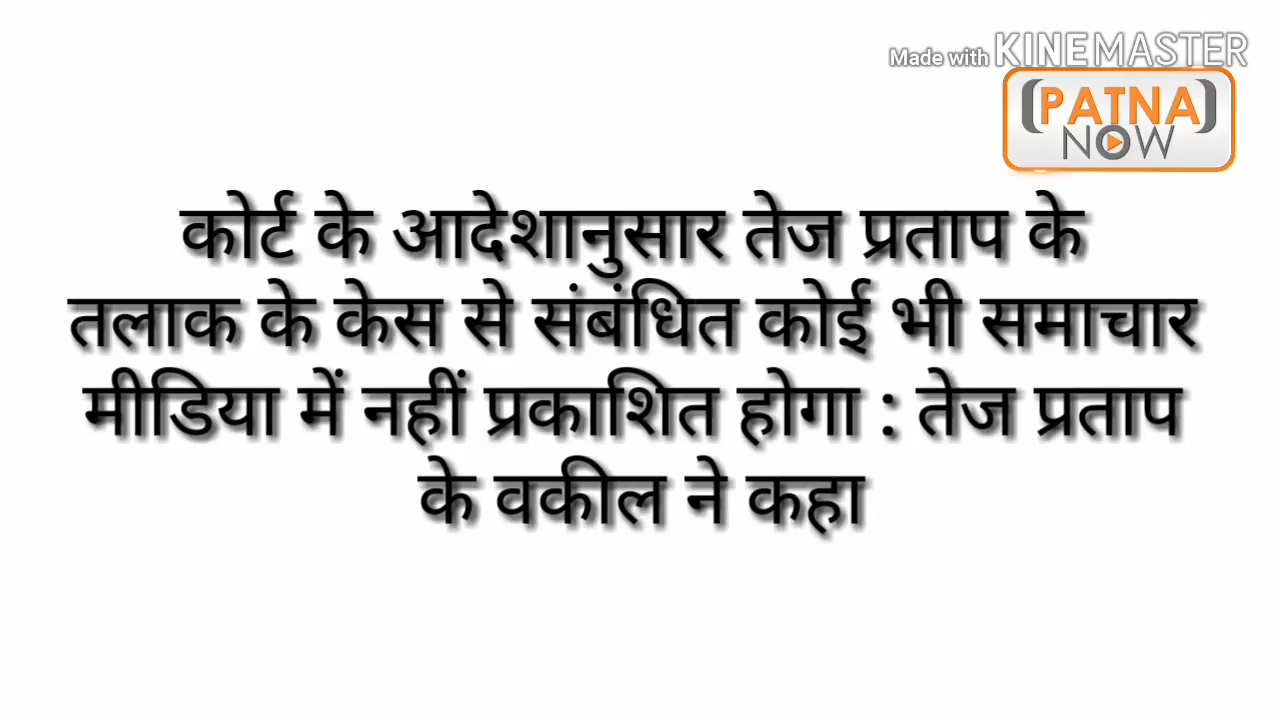 Made with KINEMASTER
PATNA
NOW
कोर्ट के आदेशानुसार तेज प्रताप के
तलाक के केस से संबंधित कोई भी समाचार
मीडिया में नहीं प्रकाशित होगा : तेज प्रताप
के वकील ने कहा